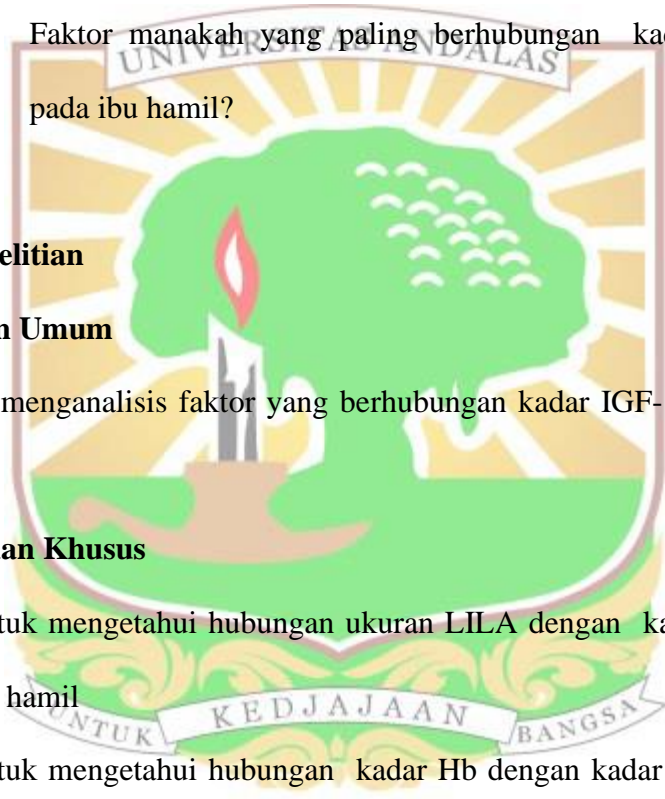 Faktor manakah yang paling berhubungan kad
UNIVERSITAS ANDALAS
pada ibu hamil?
elitian
n Umum
menganalisis faktor yang berhubungan kadar IGF-
uan Khusus
tuk mengetahui hubungan ukuran LILA dengan ka
hamil
UNTUK KEDJAJAAN BANGSA
tuk mengetahui hubungan kadar Hb dengan kadar